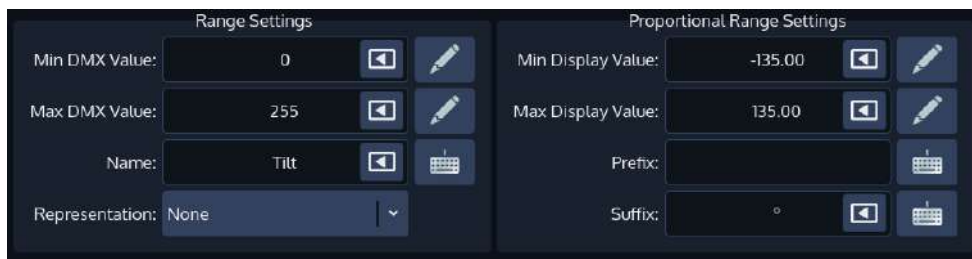 Range Settings
Min DMX Value: 0
Max DMX Value: 255
Name: Tilt
Representation: None
Proportional Range Settings
Min Display Value: -135.00
Max Display Value: 135.00
Prefix:
Suffix: °